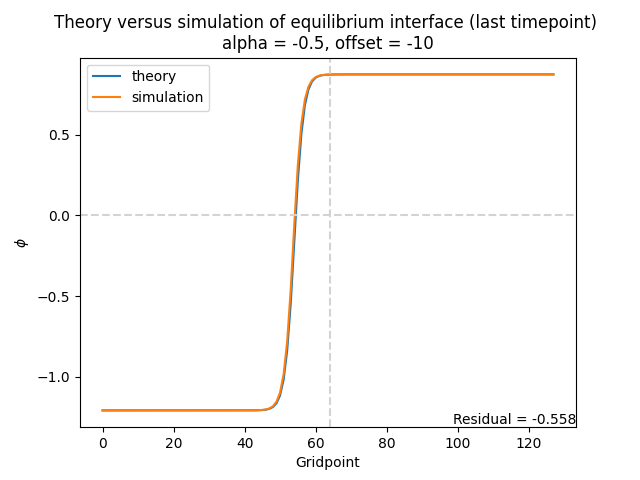 Theory versus simulation of equilibrium interface (last timepoint)
alpha = -0.5, offset = -10
theory
simulation
0.5
0.0
−0.5
−1.0
ϕ
Residual = -0.558
0 20 40 60 80 100 120
Gridpoint